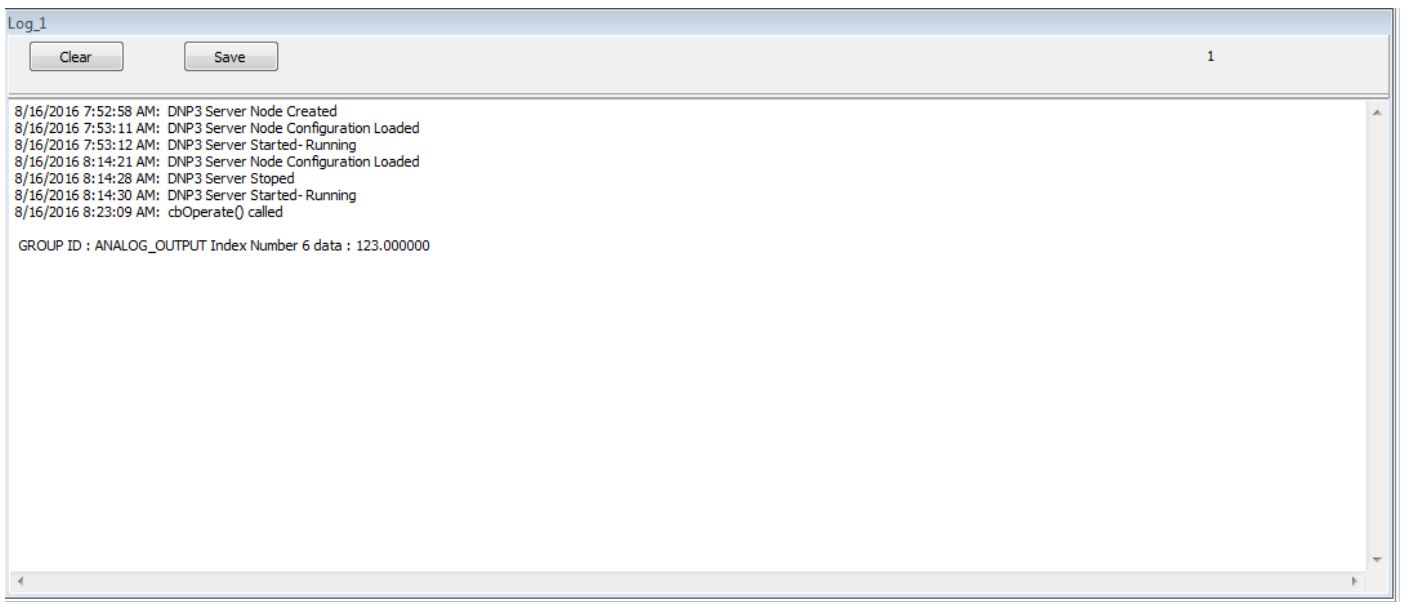 Log_1
Clear Save 1
8/16/2016 7:52:58 AM: DNP3 Server Node Created
8/16/2016 7:53:11 AM: DNP3 Server Node Configuration Loaded
8/16/2016 7:53:12 AM: DNP3 Server Started- Running
8/16/2016 8:14:21 AM: DNP3 Server Node Configuration Loaded
8/16/2016 8:14:28 AM: DNP3 Server Stoped
8/16/2016 8:14:30 AM: DNP3 Server Started- Running
8/16/2016 8:23:09 AM: cbOperate() called
GROUP ID : ANALOG_OUTPUT Index Number 6 data : 123.000000